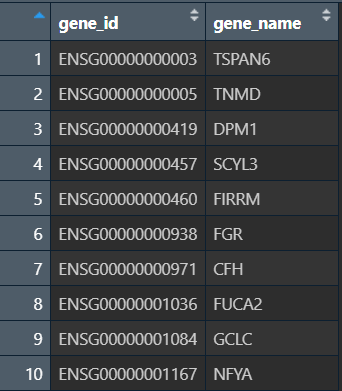 gene_id gene_name
1 ENSG00000000003 TSPAN6
2 ENSG00000000005 TNMD
3 ENSG00000000419 DPM1
4 ENSG00000000457 SCYL3
5 ENSG00000000460 FIRRM
6 ENSG00000000938 FGR
7 ENSG00000000971 CFH
8 ENSG00000001036 FUCA2
9 ENSG00000001084 GCLC
10 ENSG00000001167 NFYA